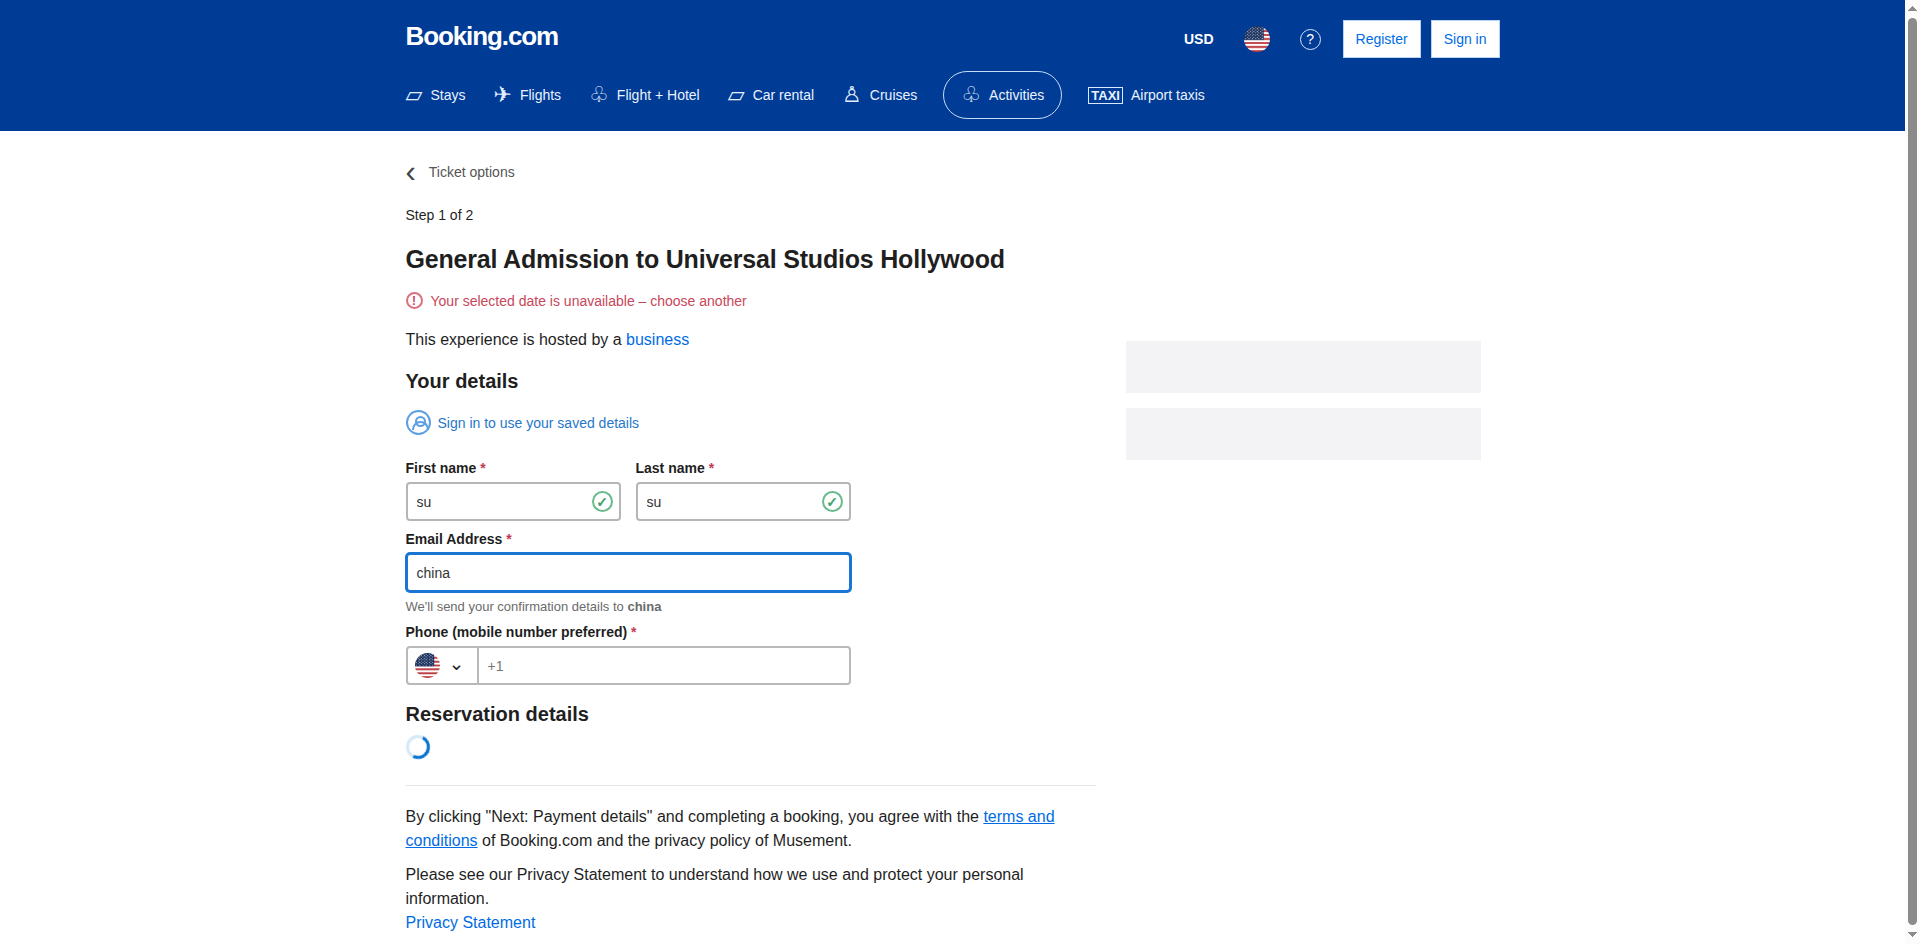 Booking.com
USD
?
Register
Sign in
Stays
Flights
Flight + Hotel
Car rental
Cruises
Activities
TAXI Airport taxis
Ticket options
Step 1 of 2
General Admission to Universal Studios Hollywood
! Your selected date is unavailable – choose another
This experience is hosted by a business
Your details
Sign in to use your saved details
First name *
Last name *
su
su
Email Address *
china
We'll send your confirmation details to china
Phone (mobile number preferred) *
+1
Reservation details
By clicking "Next: Payment details" and completing a booking, you agree with the terms and
conditions of Booking.com and the privacy policy of Musement.
Please see our Privacy Statement to understand how we use and protect your personal
information.
Privacy Statement